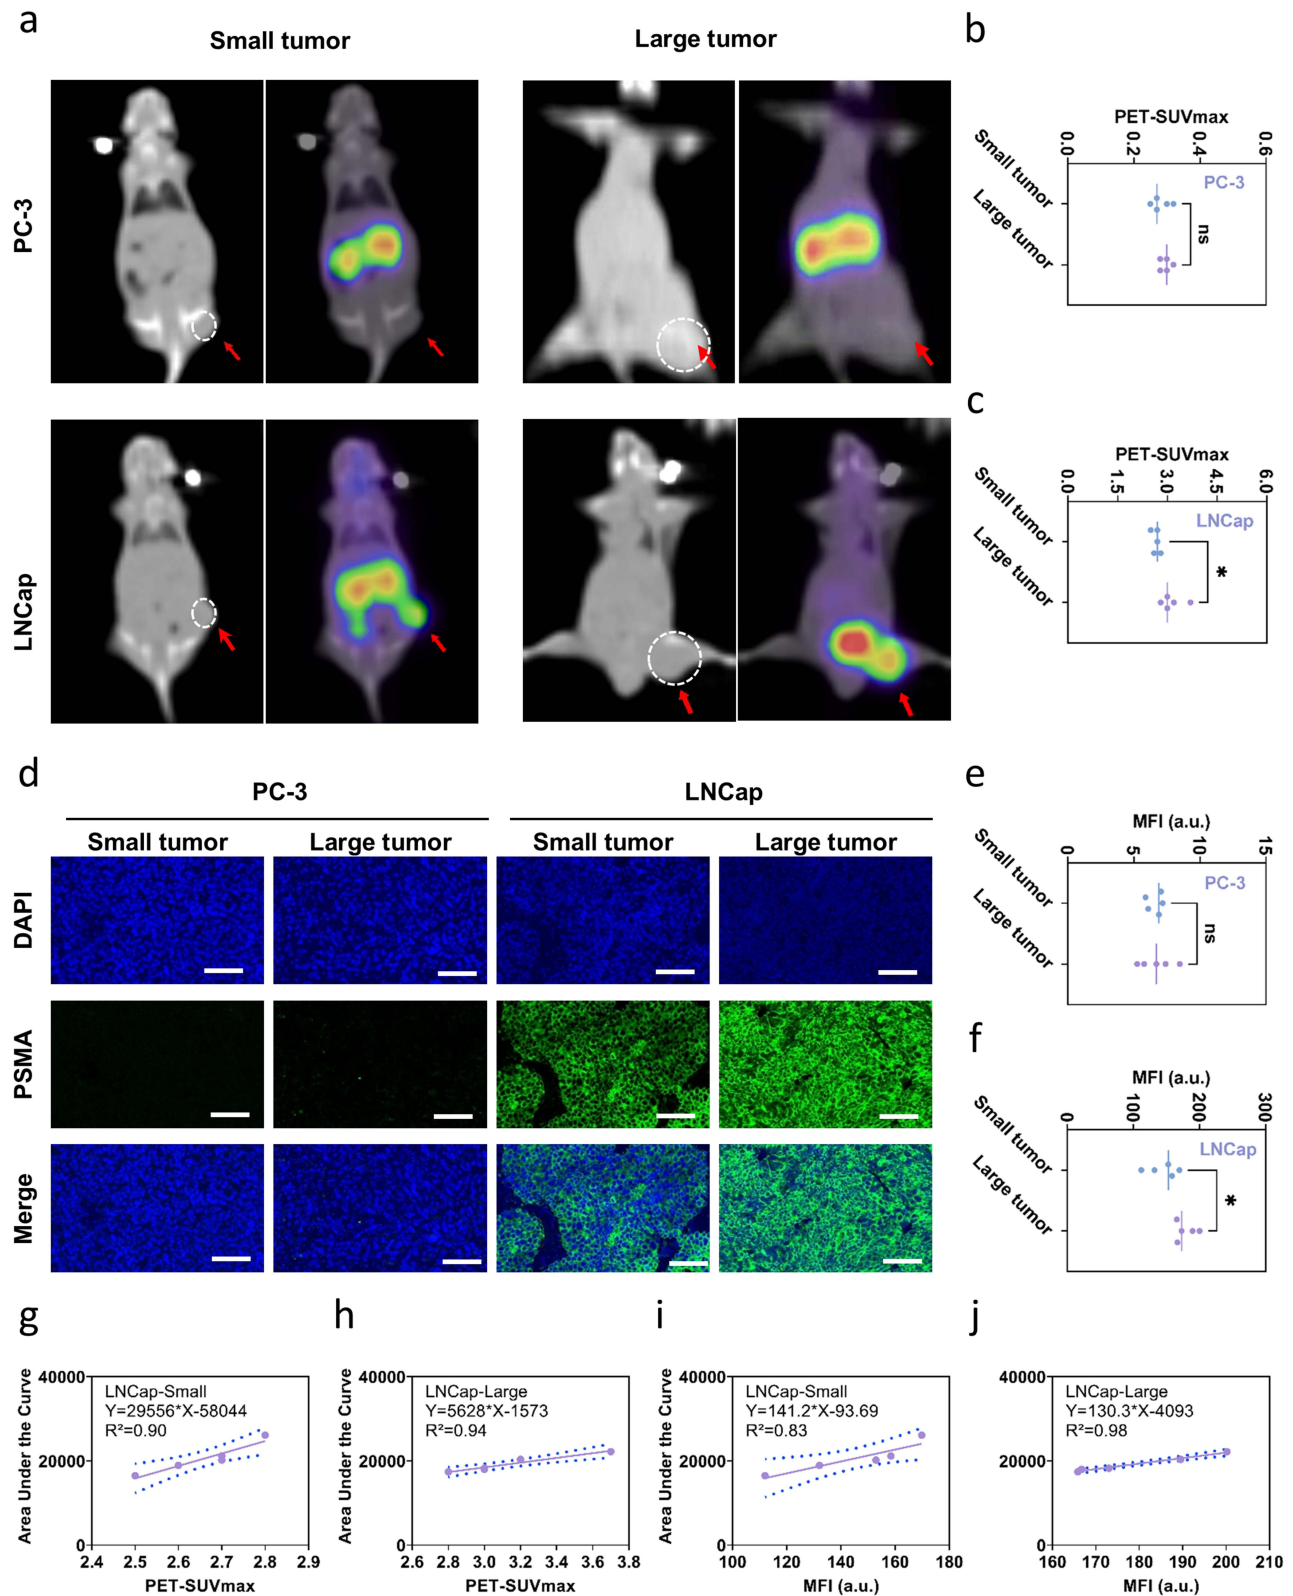 a
Small tumor
Large tumor
PC-3
LNCap
b
PET-SUVmax
0.0
0.2
0.4
0.6
Small tumor
Large tumor
PC-3
ns
c
PET-SUVmax
0.0
1.5
3.0
4.5
6.0
Small tumor
Large tumor
LNCap
*
d
PC-3
LNCap
Small tumor
Large tumor
Small tumor
Large tumor
DAPI
PSMA
Merge
e
MFI (a.u.)
0
5
10
15
Small tumor
Large tumor
PC-3
ns
f
MFI (a.u.)
0
100
200
300
Small tumor
Large tumor
LNCap
*
g
Area Under the Curve
40000
20000
0
LNCap-Small
Y=29556*X-58044
R²=0.90
2.4 2.5 2.6 2.7 2.8 2.9
PET-SUVmax
h
Area Under the Curve
40000
20000
0
LNCap-Large
Y=5628*X-1573
R²=0.94
2.6 2.8 3.0 3.2 3.4 3.6 3.8
PET-SUVmax
i
Area Under the Curve
40000
20000
0
LNCap-Small
Y=141.2*X-93.69
R²=0.83
100 120 140 160 180
MFI (a.u.)
j
40000
20000
0
LNCap-Large
Y=130.3*X-4093
R²=0.98
160 170 180 190 200 210
MFI (a.u.)